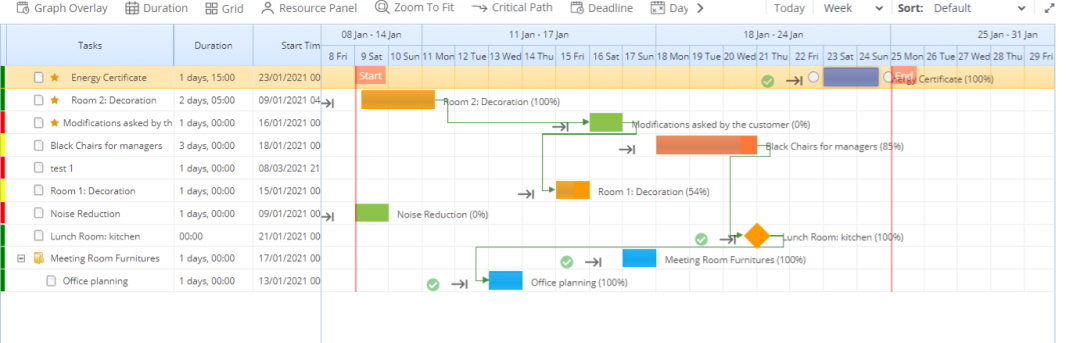 Graph Overlay Duration Grid Resource Panel Zoom To Fit Critical Path Deadline Day Today Week Sort: Default
08 Jan - 14 Jan 11 Jan - 17 Jan 18 Jan - 24 Jan 25 Jan - 31 Jan
Tasks Duration Start Tim
8 Fri 9 Sat 10 Sun 11 Mon 12 Tue 13 Wed 14 Thu 15 Fri 16 Sat 17 Sun 18 Mon 19 Tue 20 Wed 21 Thu 22 Fri 23 Sat 24 Sun 25 Mon 26 Tue 27 Wed 28 Thu 29 Fri
Energy Certificate 1 days, 15:00 23/01/2021 00 Start End Energy Certificate (100%)
Room 2: Decoration 2 days, 05:00 09/01/2021 04 Room 2: Decoration (100%)
Modifications asked by th 1 days, 00:00 16/01/2021 00 Modifications asked by the customer (0%)
Black Chairs for managers 3 days, 00:00 18/01/2021 00 Black Chairs for managers (85%)
test 1 1 days, 00:00 08/03/2021 21
Room 1: Decoration 1 days, 00:00 15/01/2021 00 Room 1: Decoration (54%)
Noise Reduction 1 days, 00:00 09/01/2021 00 Noise Reduction (0%)
Lunch Room: kitchen 00:00 21/01/2021 00 Lunch Room: kitchen (100%)
Meeting Room Furnitures 1 days, 00:00 17/01/2021 00 Meeting Room Furnitures (100%)
Office planning 1 days, 00:00 13/01/2021 00 Office planning (100%)